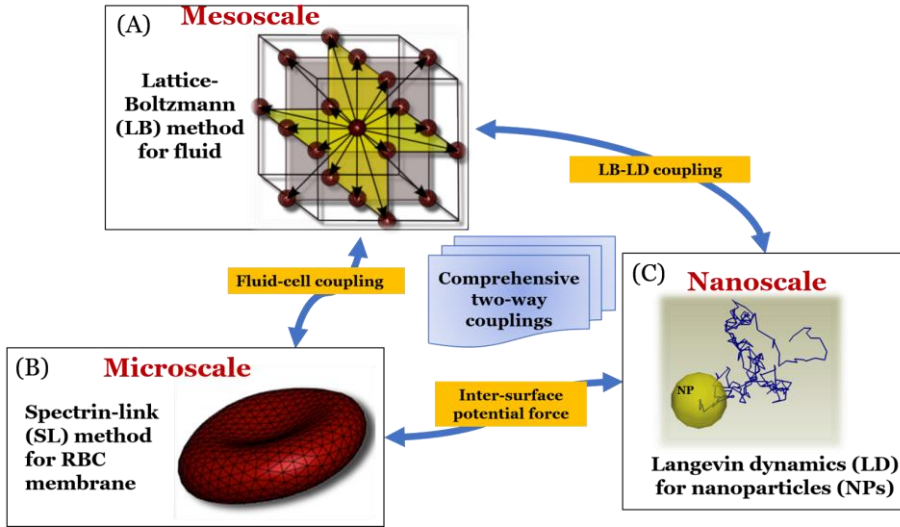 (A)
Mesoscale
Lattice-
Boltzmann
(LB) method
for fluid
LB-LD coupling
Fluid-cell coupling
Comprehensive
two-way
couplings
(B)
Microscale
Spectrin-link
(SL) method
for RBC
membrane
Inter-surface
potential force
(C)
Nanoscale
NP
Langevin dynamics (LD)
for nanoparticles (NPs)